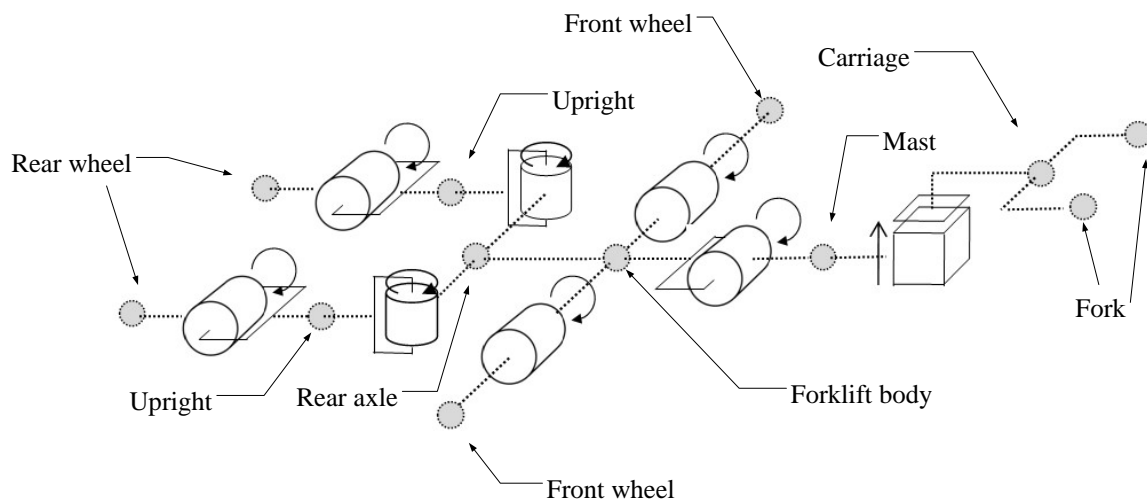 Front wheel
Carriage
Upright
Mast
Rear wheel
Fork
Upright
Rear axle
Forklift body
Front wheel